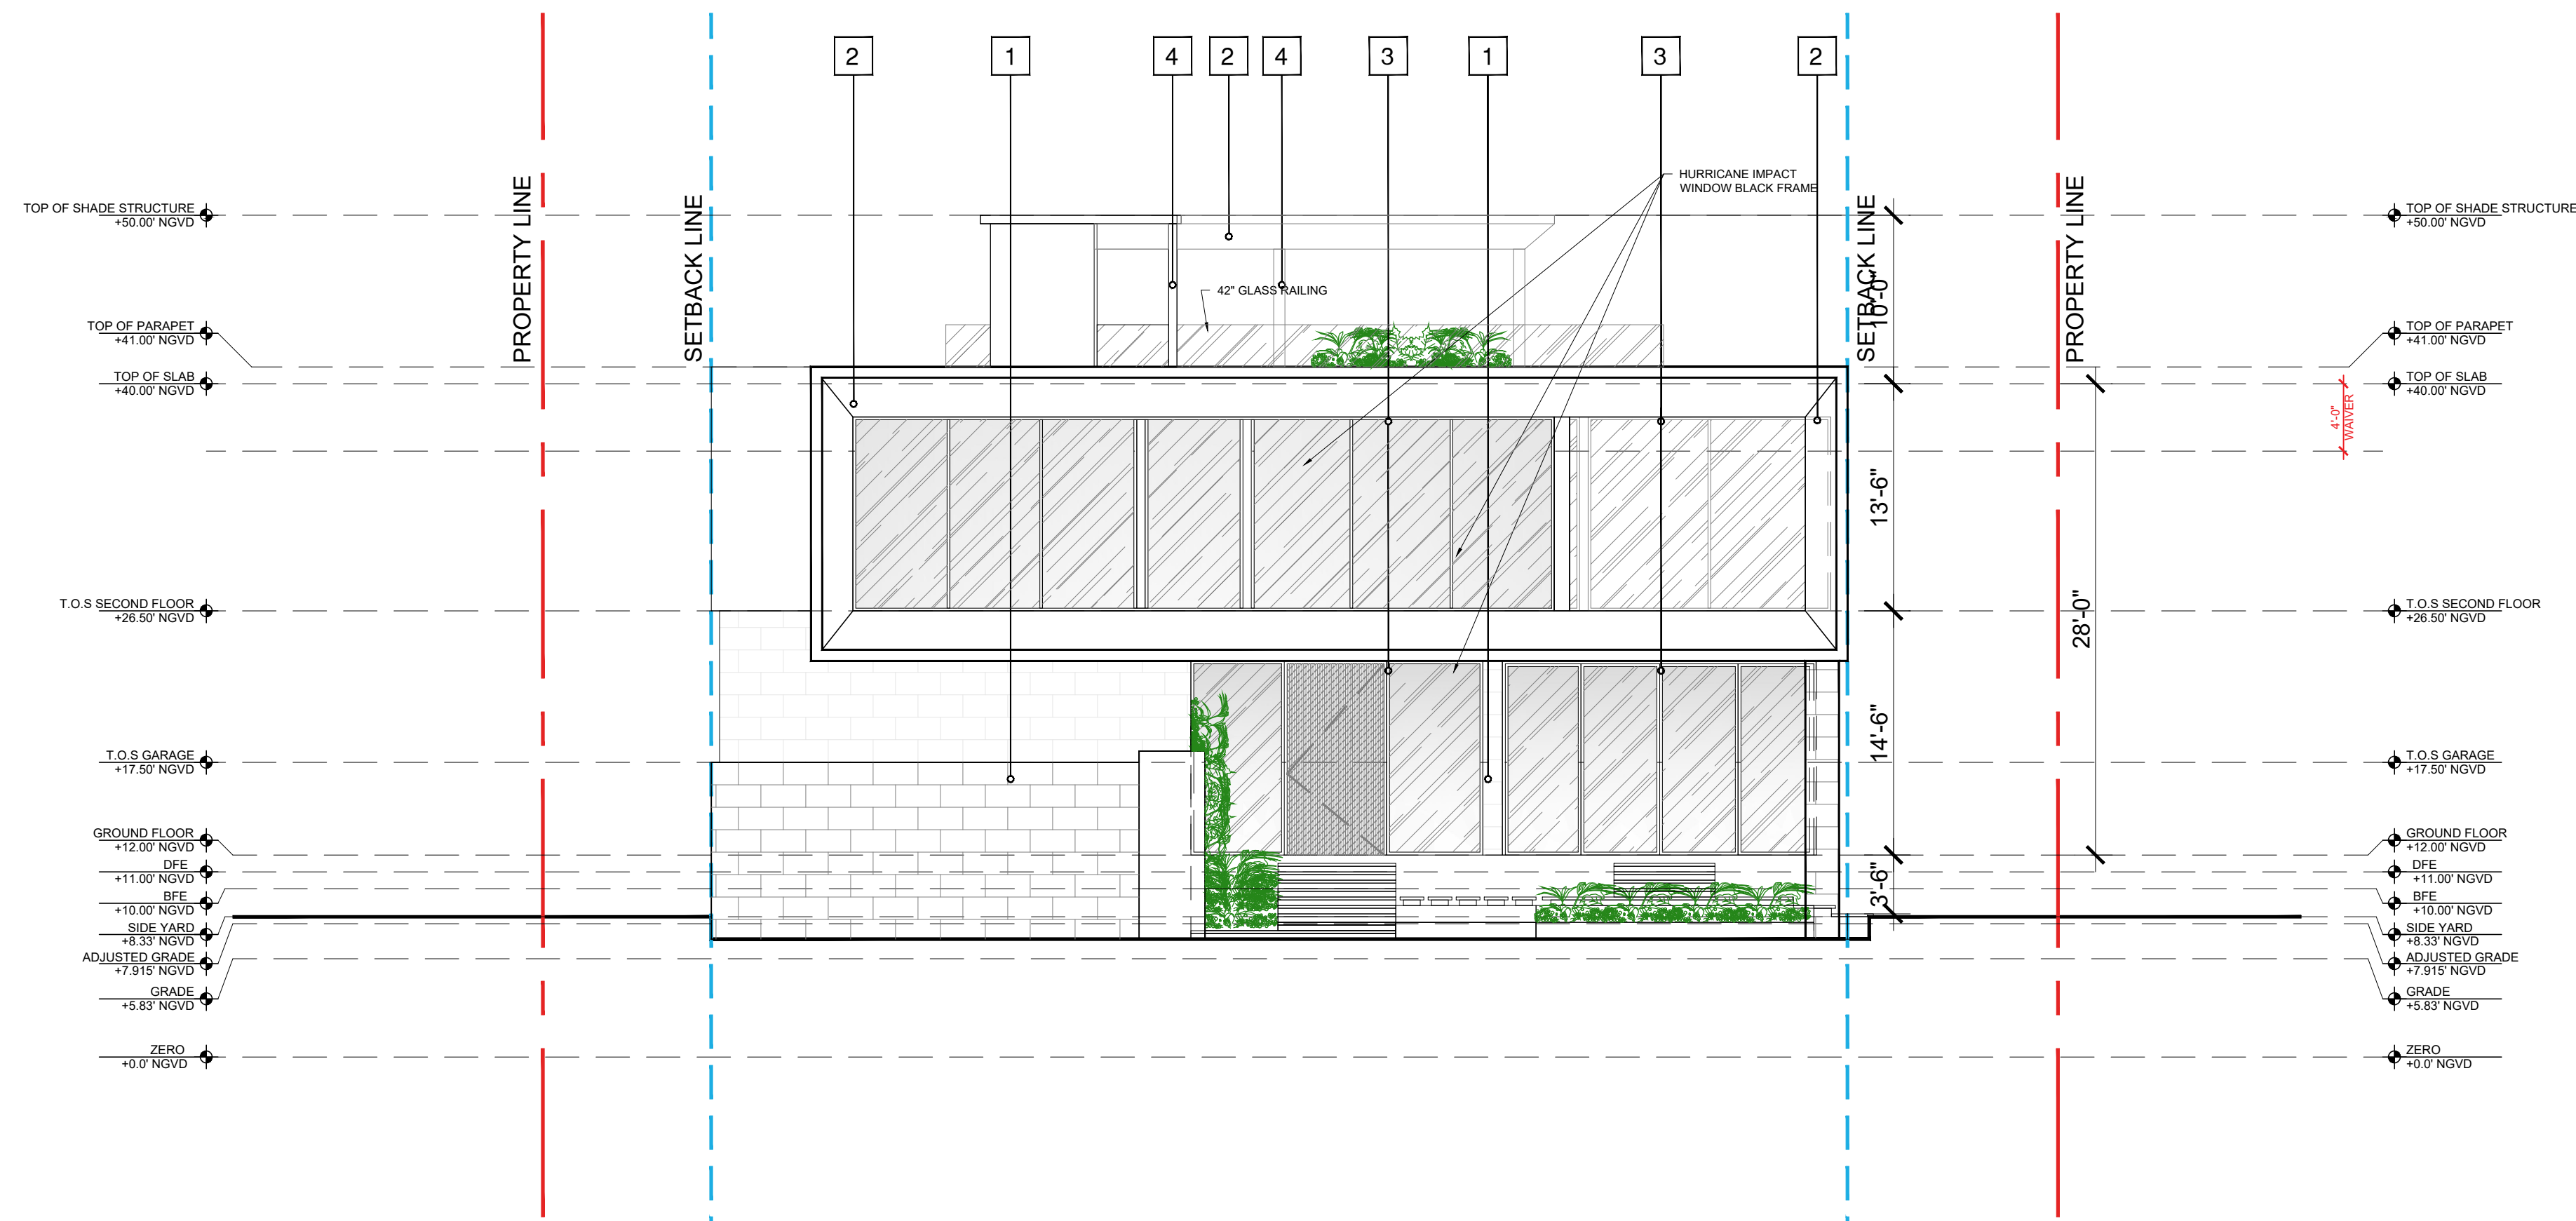 2
1
4
2
4
3
1
3
2
HURRICANE IMPACT
WINDOW BLACK FRAME
42" GLASS RAILING
TOP OF SHADE STRUCTURE
+50.00' NGVD
TOP OF PARAPET
+41.00' NGVD
TOP OF SLAB
+40.00' NGVD
T.O.S SECOND FLOOR
+26.50' NGVD
T.O.S GARAGE
+17.50' NGVD
GROUND FLOOR
+12.00' NGVD
DFE
+11.00' NGVD
BFE
+10.00' NGVD
SIDE YARD
+8.33' NGVD
ADJUSTED GRADE
+7.915' NGVD
GRADE
+5.83' NGVD
ZERO
+0.0' NGVD
PROPERTY LINE
SETBACK LINE
SETBACK LINE
10'-0"
13'-6"
14'-6"
3'-6"
PROPERTY LINE
28'-0"
4'-0"
WAIVER
TOP OF SHADE STRUCTURE
+50.00' NGVD
TOP OF PARAPET
+41.00' NGVD
TOP OF SLAB
+40.00' NGVD
T.O.S SECOND FLOOR
+26.50' NGVD
T.O.S GARAGE
+17.50' NGVD
GROUND FLOOR
+12.00' NGVD
DFE
+11.00' NGVD
BFE
+10.00' NGVD
SIDE YARD
+8.33' NGVD
ADJUSTED GRADE
+7.915' NGVD
GRADE
+5.83' NGVD
ZERO
+0.0' NGVD